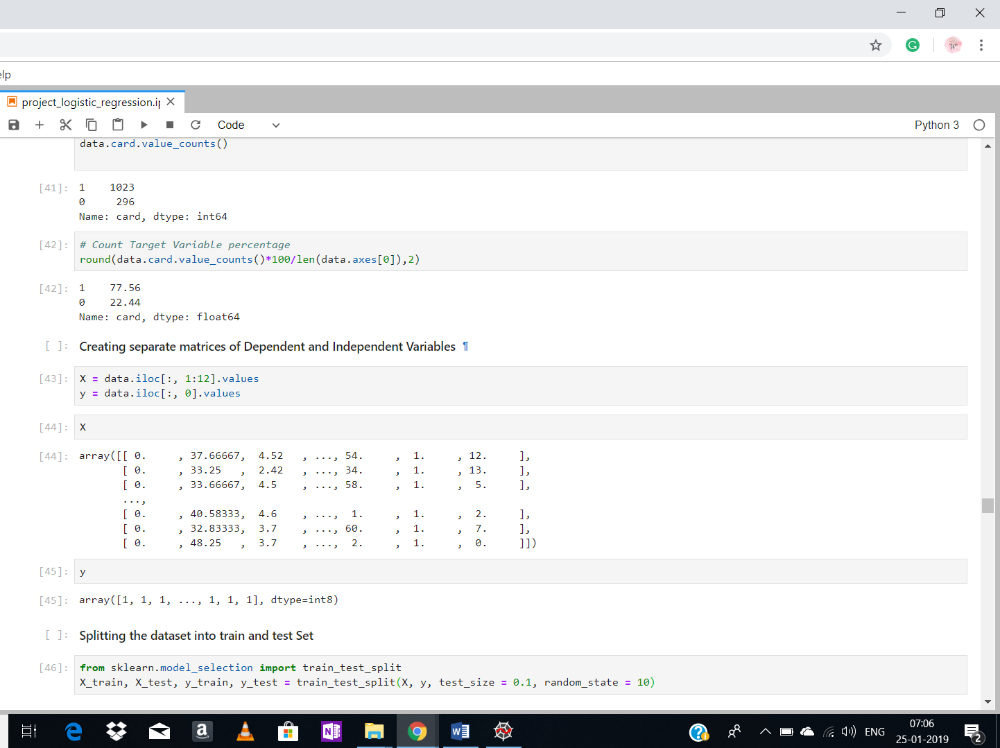 elp
project_logistic_regression.ip
Code
Python 3
data.card.value_counts()
[41]: 1    1023
0     296
Name: card, dtype: int64
[42]: # Count Target Variable percentage
round(data.card.value_counts()*100/len(data.axes[0]),2)
[42]: 1    77.56
0    22.44
Name: card, dtype: float64
[ ]: Creating separate matrices of Dependent and Independent Variables ¶
[43]: X = data.iloc[:, 1:12].values
y = data.iloc[:, 0].values
[44]: X
[44]: array([[ 0.     , 37.66667,  4.52   , ..., 54.     ,  1.     , 12.     ],
[ 0.     , 33.25   ,  2.42   , ..., 34.     ,  1.     , 13.     ],
[ 0.     , 33.66667,  4.5    , ..., 58.     ,  1.     ,  5.     ],
...,
[ 0.     , 40.58333,  4.6    , ...,  1.     ,  1.     ,  2.     ],
[ 0.     , 32.83333,  3.7    , ..., 60.     ,  1.     ,  7.     ],
[ 0.     , 48.25   ,  3.7    , ...,  2.     ,  1.     ,  0.     ]])
[45]: y
[45]: array([1, 1, 1, ..., 1, 1, 1], dtype=int8)
[ ]: Splitting the dataset into train and test Set
[46]: from sklearn.model_selection import train_test_split
X_train, X_test, y_train, y_test = train_test_split(X, y, test_size = 0.1, random_state = 10)
ENG
07:06
25-01-2019
2